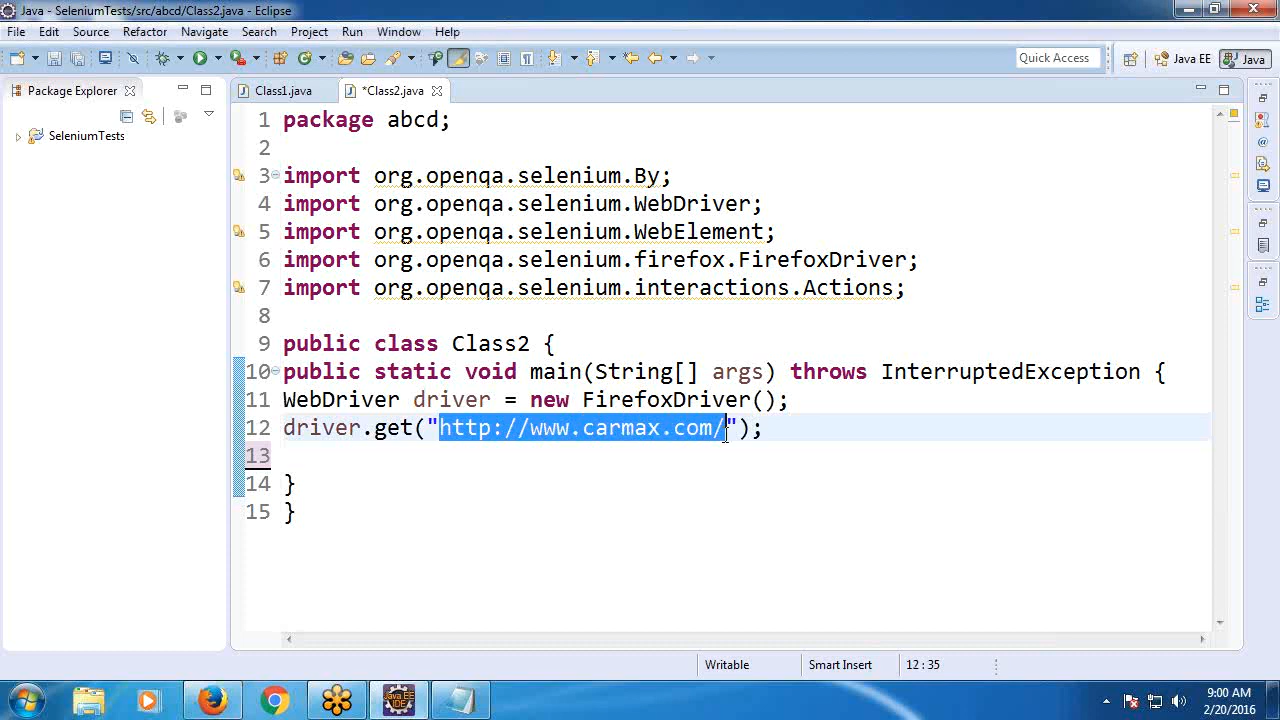 Java - SeleniumTests/src/abcd/Class2.java - Eclipse
File Edit Source Refactor Navigate Search Project Run Window Help
Quick Access Java EE Java
Package Explorer
Class1.java *Class2.java
SeleniumTests
1 package abcd;
2
3 import org.openqa.selenium.By;
4 import org.openqa.selenium.WebDriver;
5 import org.openqa.selenium.WebElement;
6 import org.openqa.selenium.firefox.FirefoxDriver;
7 import org.openqa.selenium.interactions.Actions;
8
9 public class Class2 {
10 public static void main(String[] args) throws InterruptedException {
11 WebDriver driver = new FirefoxDriver();
12 driver.get("http://www.carmax.com/");
13
14 }
15 }
Writable Smart Insert 12 : 35
Java EE
IDE
9:00 AM
2/20/2016